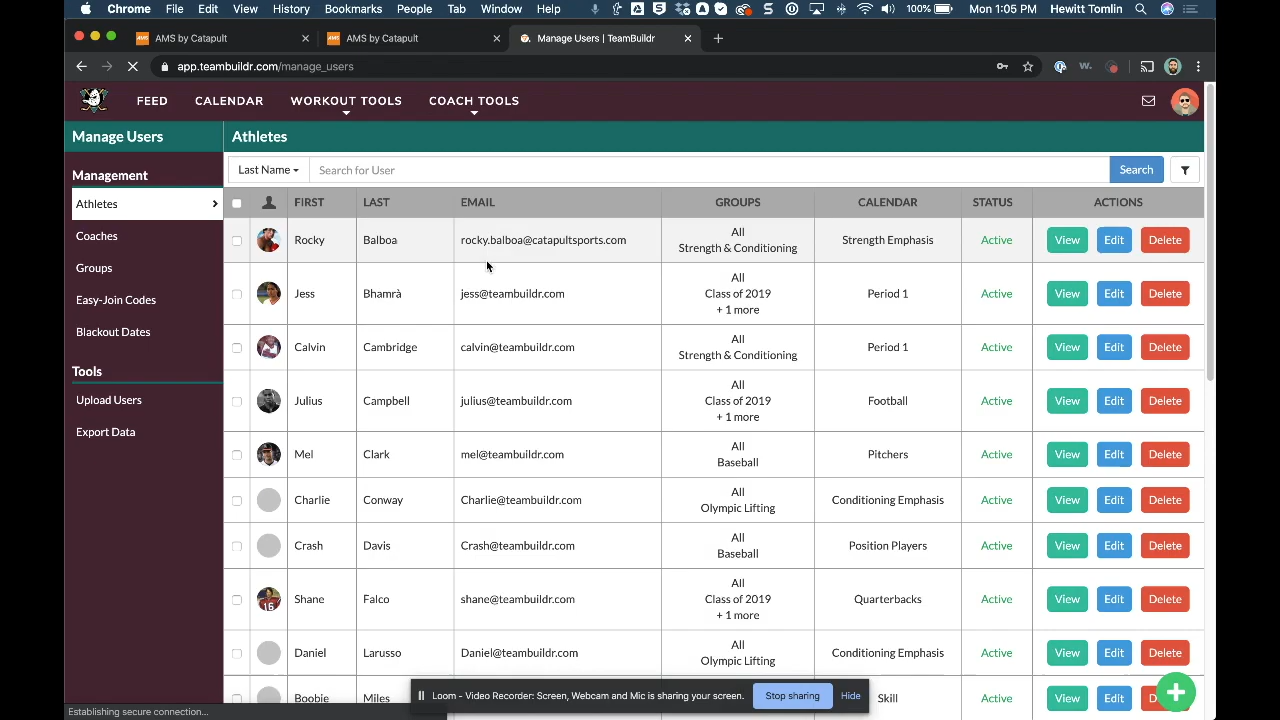 Chrome File Edit View History Bookmarks People Tab Window Help 100% Mon 1:05 PM Hewitt Tomlin
AMS AMS by Catapult AMS AMS by Catapult Manage Users | TeamBuildr
app.teambuildr.com/manage_users W.
FEED CALENDAR WORKOUT TOOLS COACH TOOLS
Manage Users Athletes
Management
Athletes
Coaches
Groups
Easy-Join Codes
Blackout Dates
Tools
Upload Users
Export Data
Last Name Search for User Search
FIRST LAST EMAIL GROUPS CALENDAR STATUS ACTIONS
Rocky Balboa rocky.balboa@catapultsports.com All Strength & Conditioning Strength Emphasis Active View Edit Delete
Jess Bhamrà jess@teambuildr.com All Class of 2019 + 1 more Period 1 Active View Edit Delete
Calvin Cambridge calvin@teambuildr.com All Strength & Conditioning Period 1 Active View Edit Delete
Julius Campbell julius@teambuildr.com All Class of 2019 + 1 more Football Active View Edit Delete
Mel Clark mel@teambuildr.com All Baseball Pitchers Active View Edit Delete
Charlie Conway Charlie@teambuildr.com All Olympic Lifting Conditioning Emphasis Active View Edit Delete
Crash Davis Crash@teambuildr.com All Baseball Position Players Active View Edit Delete
Shane Falco shane@teambuildr.com All Class of 2019 + 1 more Quarterbacks Active View Edit Delete
Daniel Larusso Daniel@teambuildr.com All Olympic Lifting Conditioning Emphasis Active View Edit Delete
Boobie Miles Skill Active View Edit
Loom - Video Recorder: Screen, Webcam and Mic is sharing your screen. Stop sharing Hide
Establishing secure connection...